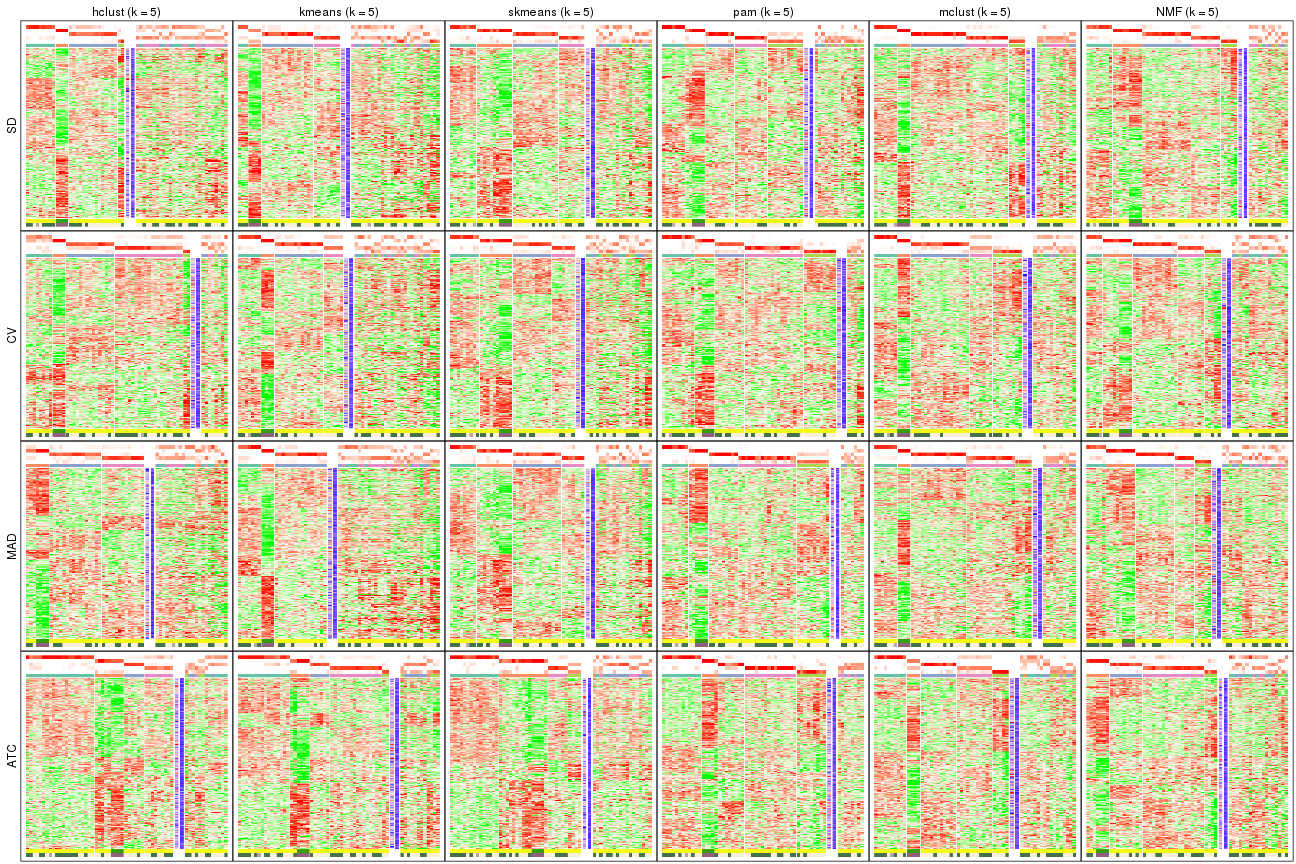 hclust (k = 5) kmeans (k = 5) skmeans (k = 5) pam (k = 5) mclust (k = 5) NMF (k = 5)
SD
CV
MAD
ATC